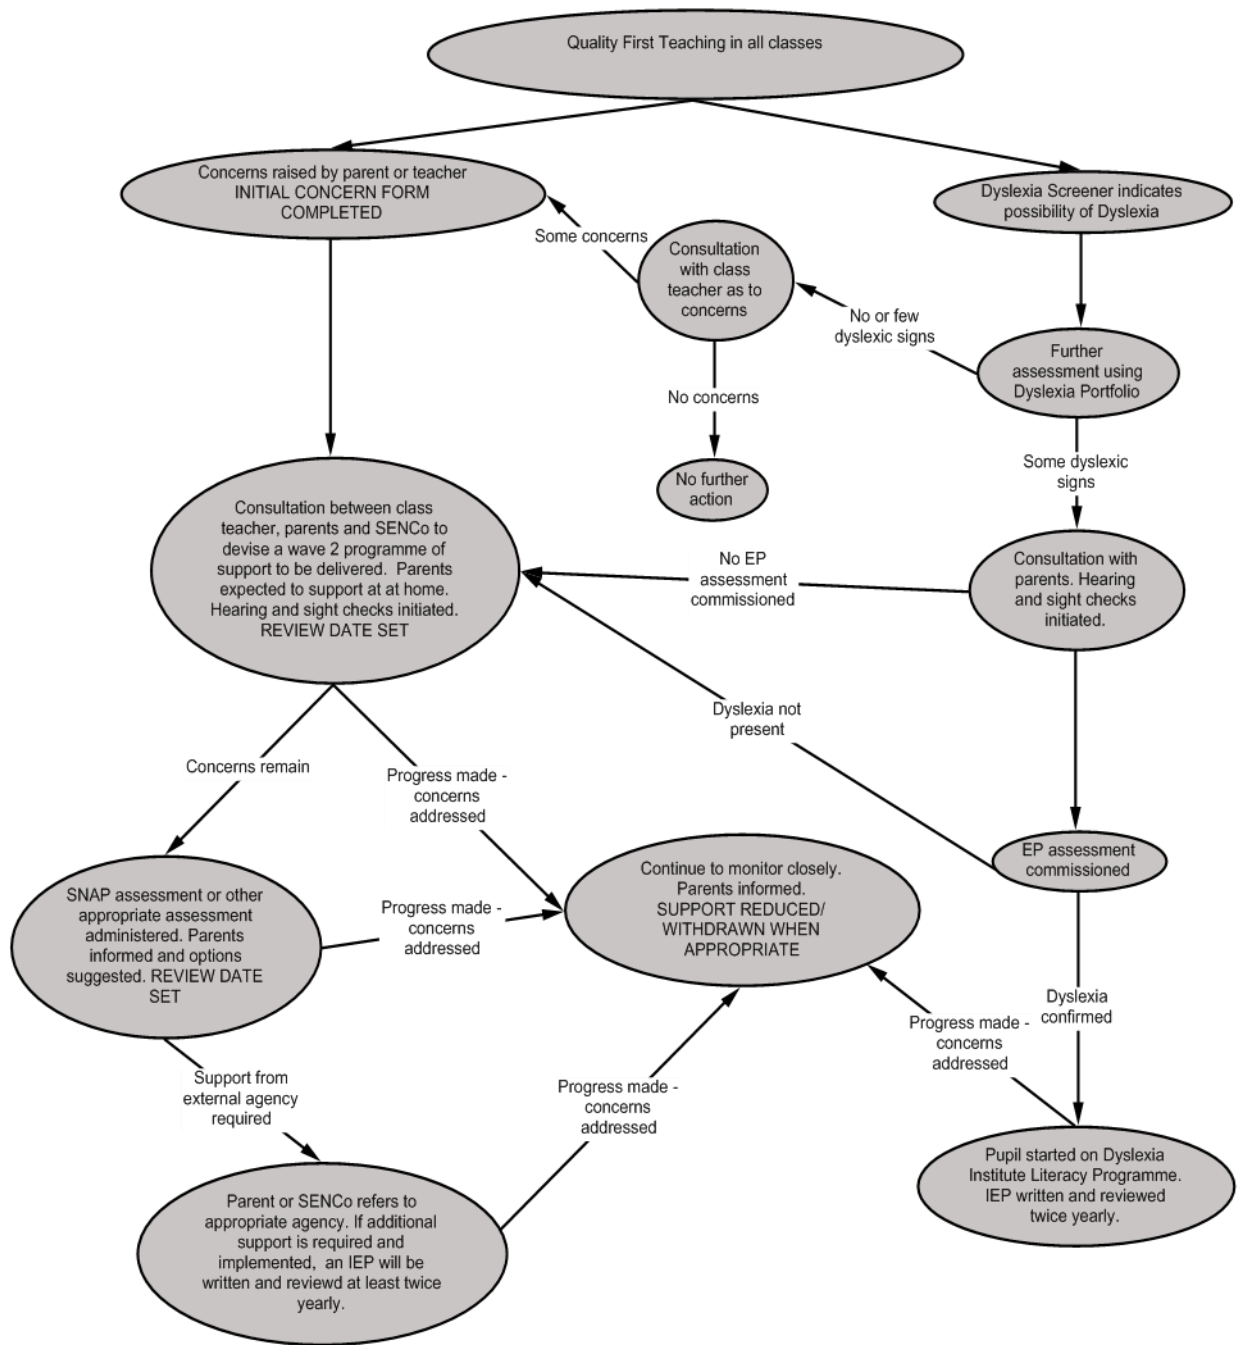 Quality First Teaching in all classes
Concerns raised by parent or teacher
INITIAL CONCERN FORM
COMPLETED
Dyslexia Screener indicates
possibility of Dyslexia
Some concerns
Consultation
with class
teacher as to
concerns
No or few
dyslexic signs
Further
assessment using
Dyslexia Portfolio
No concerns
No further
action
Some dyslexic
signs
Consultation between class
teacher, parents and SENCo to
devise a wave 2 programme of
support to be delivered. Parents
expected to support at at home.
Hearing and sight checks initiated.
REVIEW DATE SET
No EP
assessment
commissioned
Consultation with
parents. Hearing
and sight checks
initiated.
Dyslexia not
present
Concerns remain
Progress made -
concerns
addressed
EP assessment
commissioned
SNAP assessment or other
appropriate assessment
administered. Parents
informed and options
suggested. REVIEW DATE
SET
Progress made -
concerns
addressed
Continue to monitor closely.
Parents informed.
SUPPORT REDUCED/
WITHDRAWN WHEN
APPROPRIATE
Dyslexia
confirmed
Progress made -
concerns
addressed
Support from
external agency
required
Progress made -
concerns
addressed
Pupil started on Dyslexia
Institute Literacy Programme.
IEP written and reviewed
twice yearly.
Parent or SENCo refers to
appropriate agency. If additional
support is required and
implemented, an IEP will be
written and reviewd at least twice
yearly.